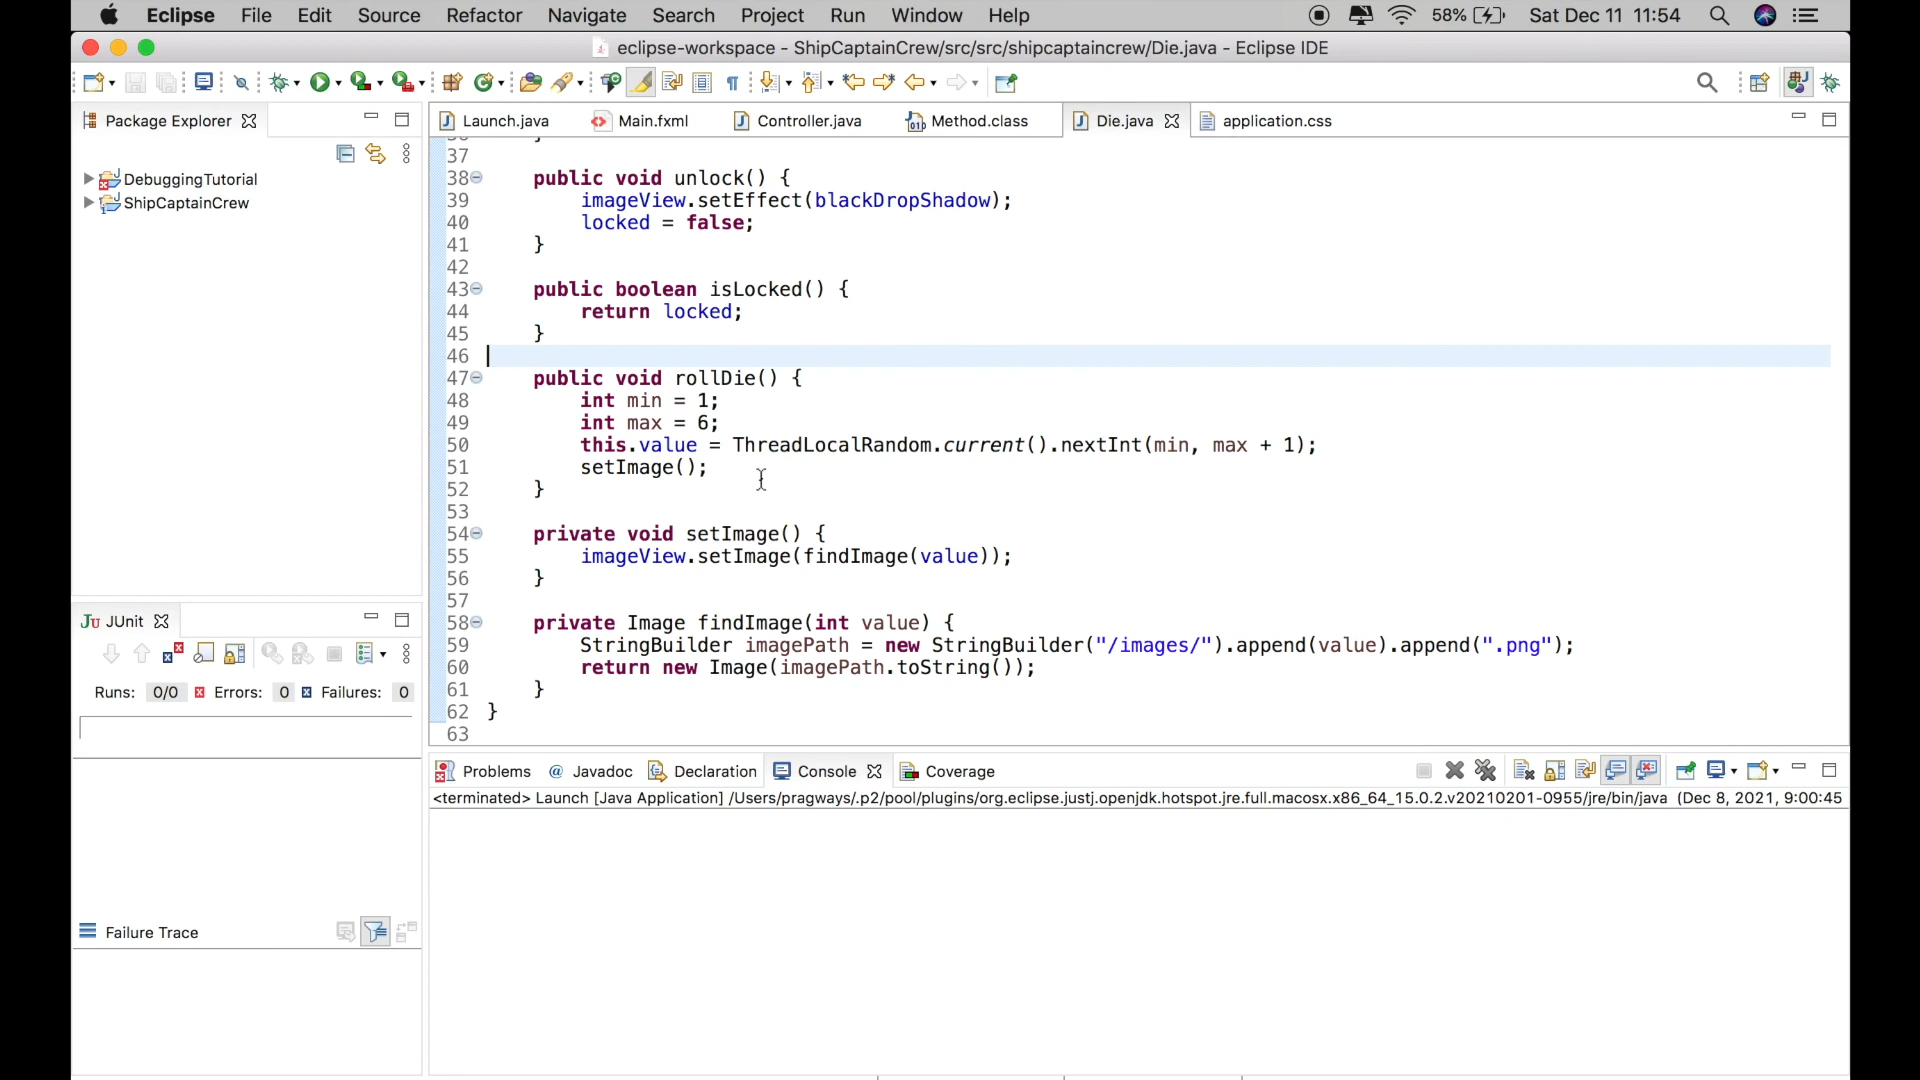 Eclipse File Edit Source Refactor Navigate Search Project Run Window Help 58% Sat Dec 11 11:54
eclipse-workspace - ShipCaptainCrew/src/src/shipcaptaincrew/Die.java - Eclipse IDE
Package Explorer
DebuggingTutorial
ShipCaptainCrew
Launch.java Main.fxml Controller.java Method.class Die.java application.css
37
38 public void unlock() {
39 imageView.setEffect(blackDropShadow);
40 locked = false;
41 }
42
43 public boolean isLocked() {
44 return locked;
45 }
46
47 public void rollDie() {
48 int min = 1;
49 int max = 6;
50 this.value = ThreadLocalRandom.current().nextInt(min, max + 1);
51 setImage();
52 }
53
54 private void setImage() {
55 imageView.setImage(findImage(value));
56 }
57
58 private Image findImage(int value) {
59 StringBuilder imagePath = new StringBuilder("/images/").append(value).append(".png");
60 return new Image(imagePath.toString());
61 }
62 }
63
JUnit
Runs: 0/0 Errors: 0 Failures: 0
Failure Trace
Problems @ Javadoc Declaration Console Coverage
<terminated> Launch [Java Application] /Users/pragways/.p2/pool/plugins/org.eclipse.justj.openjdk.hotspot.jre.full.macosx.x86_64_15.0.2.v20210201-0955/jre/bin/java (Dec 8, 2021, 9:00:45